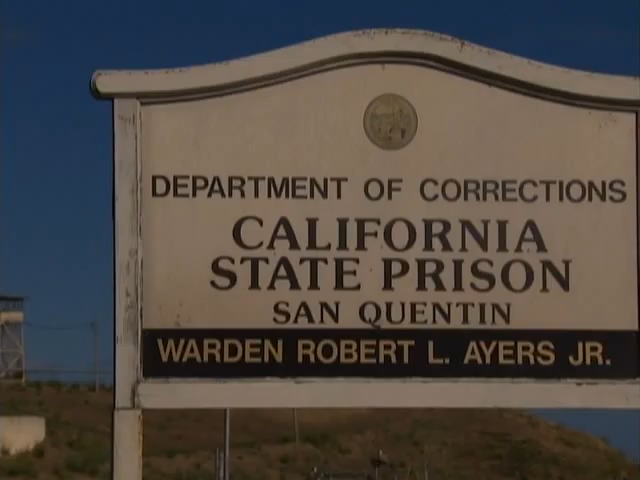 DEPARTMENT OF CORRECTIONS
CALIFORNIA
STATE PRISON
SAN QUENTIN
WARDEN ROBERT L. AYERS JR.